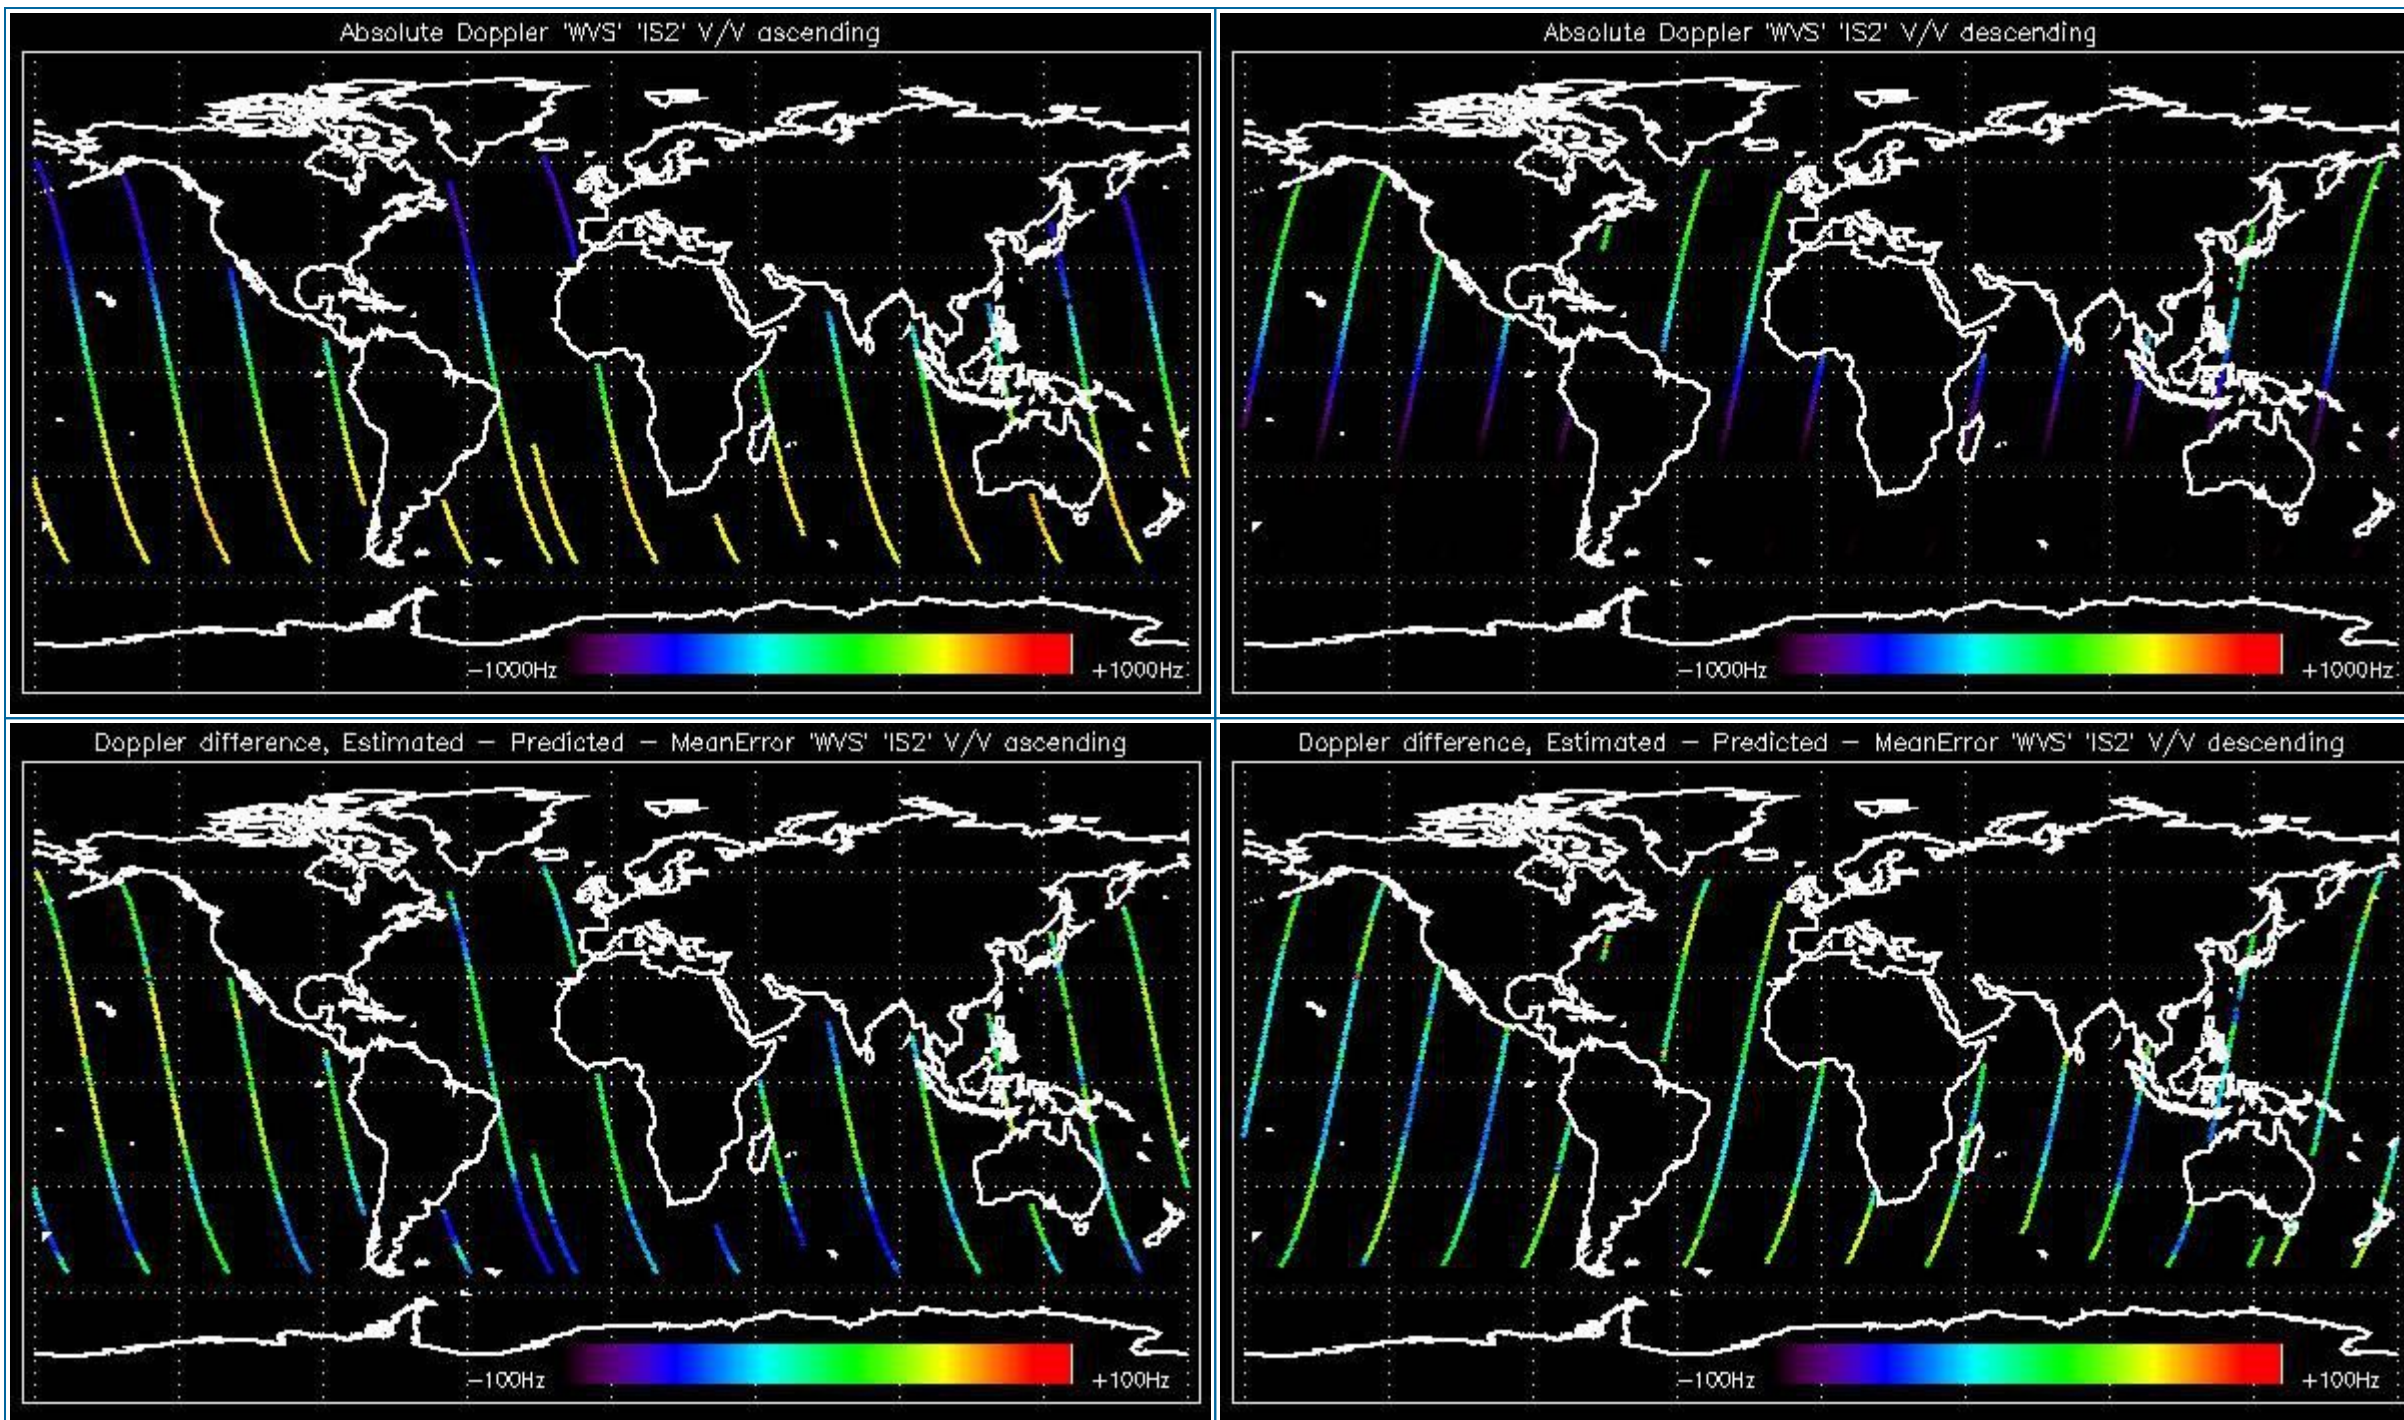 Absolute Doppler 'WVS' 'IS2' V/V ascending
-1000Hz +1000Hz
Absolute Doppler 'WVS' 'IS2' V/V descending
-1000Hz +1000Hz
Doppler difference, Estimated - Predicted - MeanError 'WVS' 'IS2' V/V ascending
-100Hz +100Hz
Doppler difference, Estimated - Predicted - MeanError 'WVS' 'IS2' V/V descending
-100Hz +100Hz